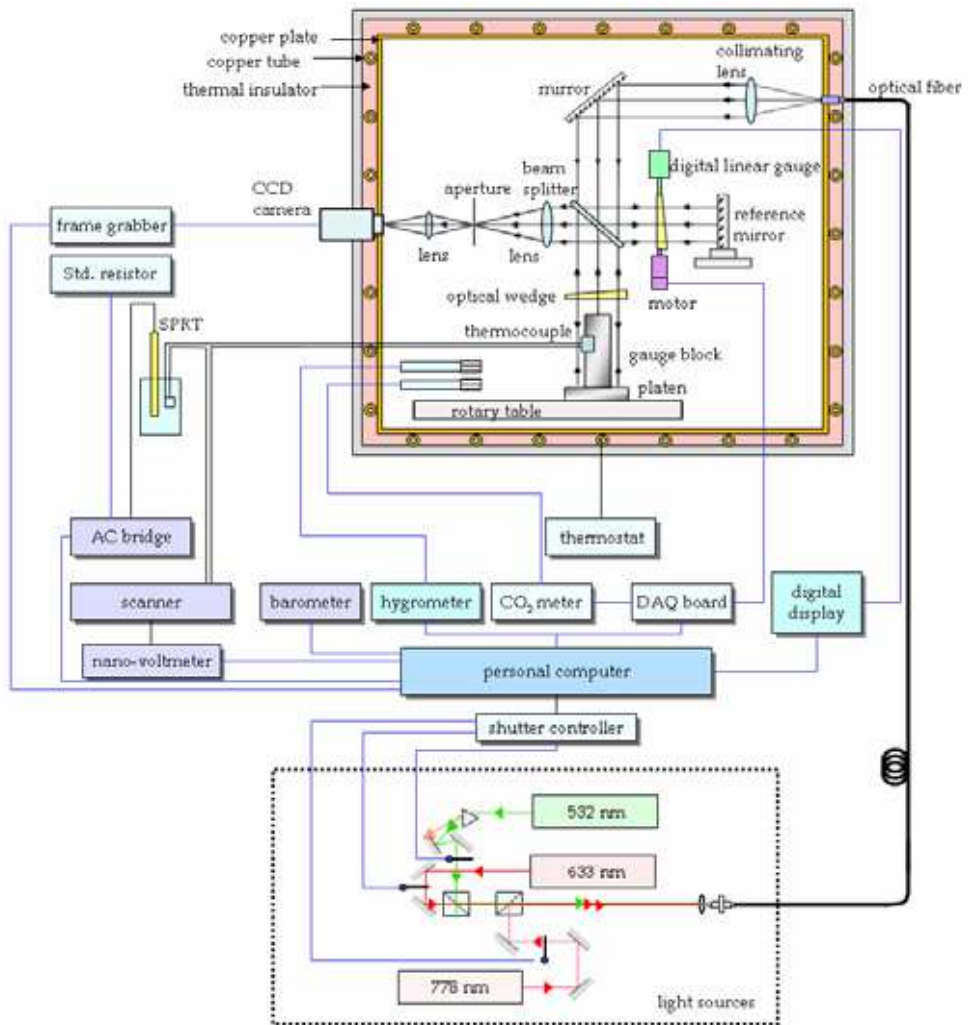 copper plate
copper tube
thermal insulator
collimating
lens
optical fiber
mirror
digital linear gauge
beam
splitter
CCD
camera
aperture
reference
mirror
frame grabber
lens
lens
Std. resistor
optical wedge
motor
SPRT
thermocouple
gauge block
platen
rotary table
AC bridge
thermostat
scanner
barometer
hygrometer
CO₂ meter
DAQ board
digital
display
nano-voltmeter
personal computer
shutter controller
532 nm
633 nm
778 nm
light sources